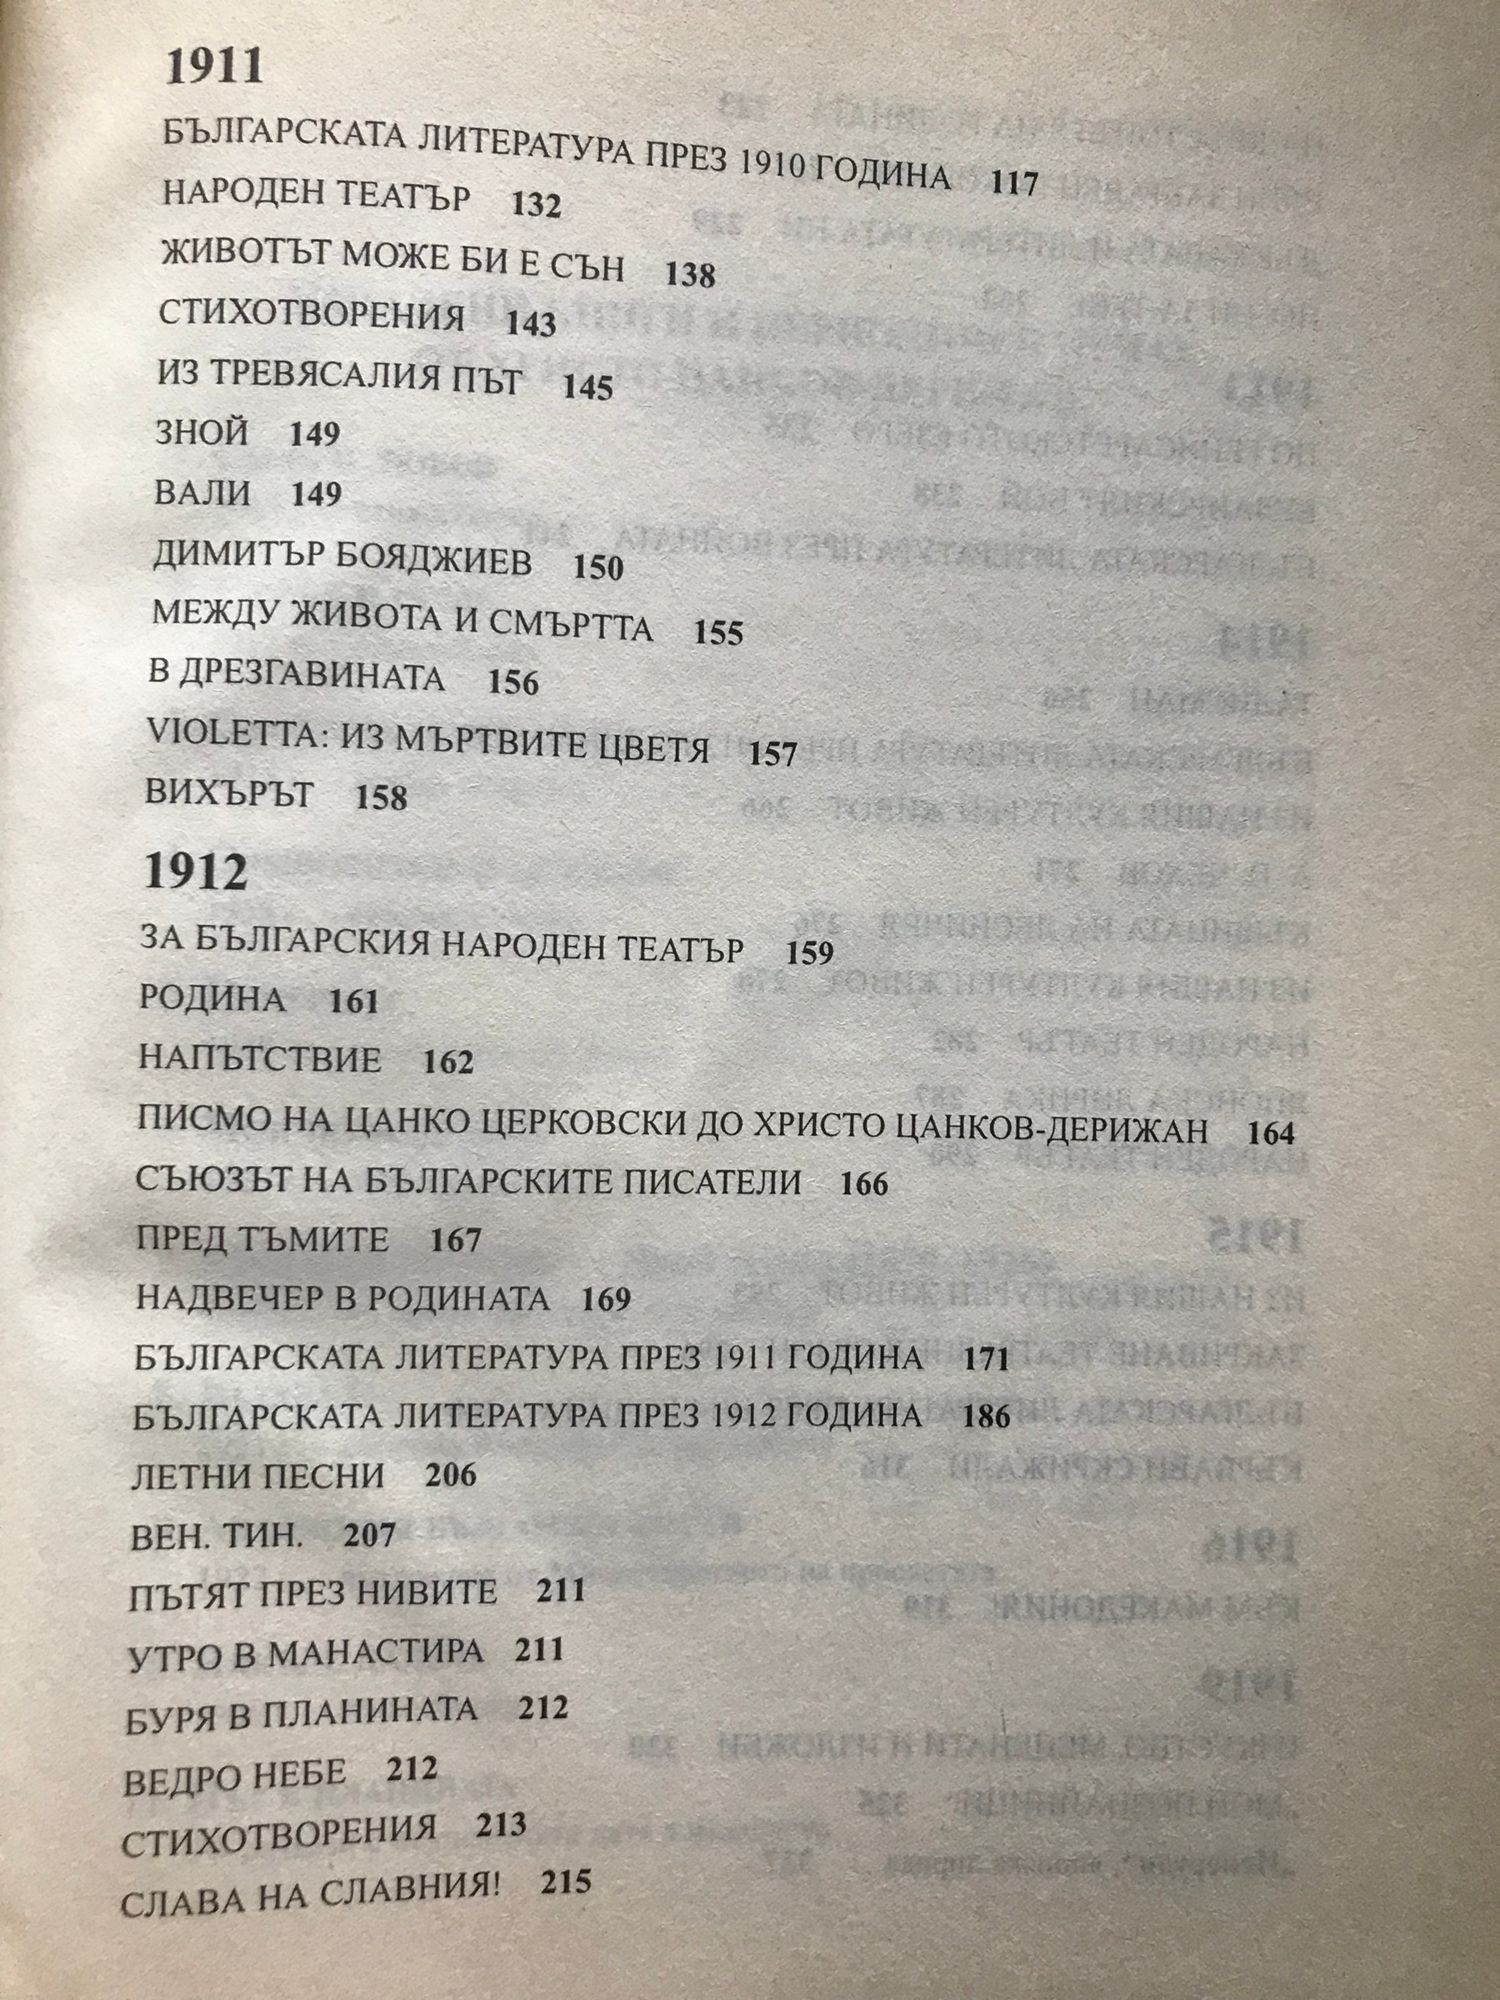 1911
БЪЛГАРСКАТА ЛИТЕРАТУРА ПРЕЗ 1910 ГОДИНА 117
НАРОДЕН ТЕАТЪР 132
ЖИВОТЪТ МОЖЕ БИ Е СЪН 138
СТИХОТВОРЕНИЯ 143
ИЗ ТРЕВЯСАЛИЯ ПЪТ 145
ЗНОЙ 149
ВАЛИ 149
ДИМИТЪР БОЯДЖИЕВ 150
МЕЖДУ ЖИВОТА И СМЪРТТА 155
В ДРЕЗГАВИНАТА 156
VIOLETTA: ИЗ МЪРТВИТЕ ЦВЕТЯ 157
ВИХЪРЪТ 158
1912
ЗА БЪЛГАРСКИЯ НАРОДЕН ТЕАТЪР 159
РОДИНА 161
НАПЪТСТВИЕ 162
ПИСМО НА ЦАНКО ЦЕРКОВСКИ ДО ХРИСТО ЦАНКОВ-ДЕРИЖАН 164
СЪЮЗЪТ НА БЪЛГАРСКИТЕ ПИСАТЕЛИ 166
ПРЕД ТЪМИТЕ 167
НАДВЕЧЕР В РОДИНАТА 169
БЪЛГАРСКАТА ЛИТЕРАТУРА ПРЕЗ 1911 ГОДИНА 171
БЪЛГАРСКАТА ЛИТЕРАТУРА ПРЕЗ 1912 ГОДИНА 186
ЛЕТНИ ПЕСНИ 206
ВЕН. ТИН. 207
ПЪТЯТ ПРЕЗ НИВИТЕ 211
УТРО В МАНАСТИРА 211
БУРЯ В ПЛАНИНАТА 212
ВЕДРО НЕБЕ 212
СТИХОТВОРЕНИЯ 213
СЛАВА НА СЛАВНИЯ! 215